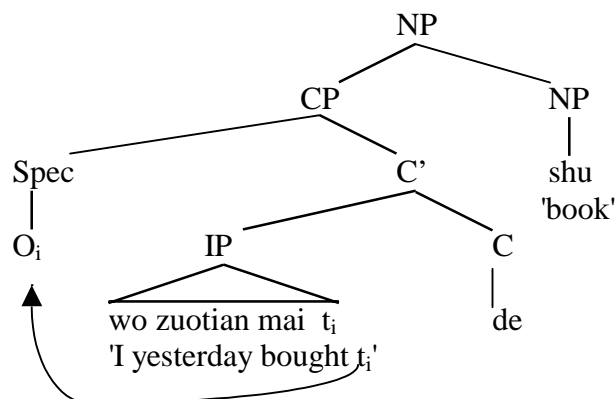 NP
CP NP
Spec C’ shu
'book'
Oi IP C
wo zuotian mai ti de
'I yesterday bought ti'